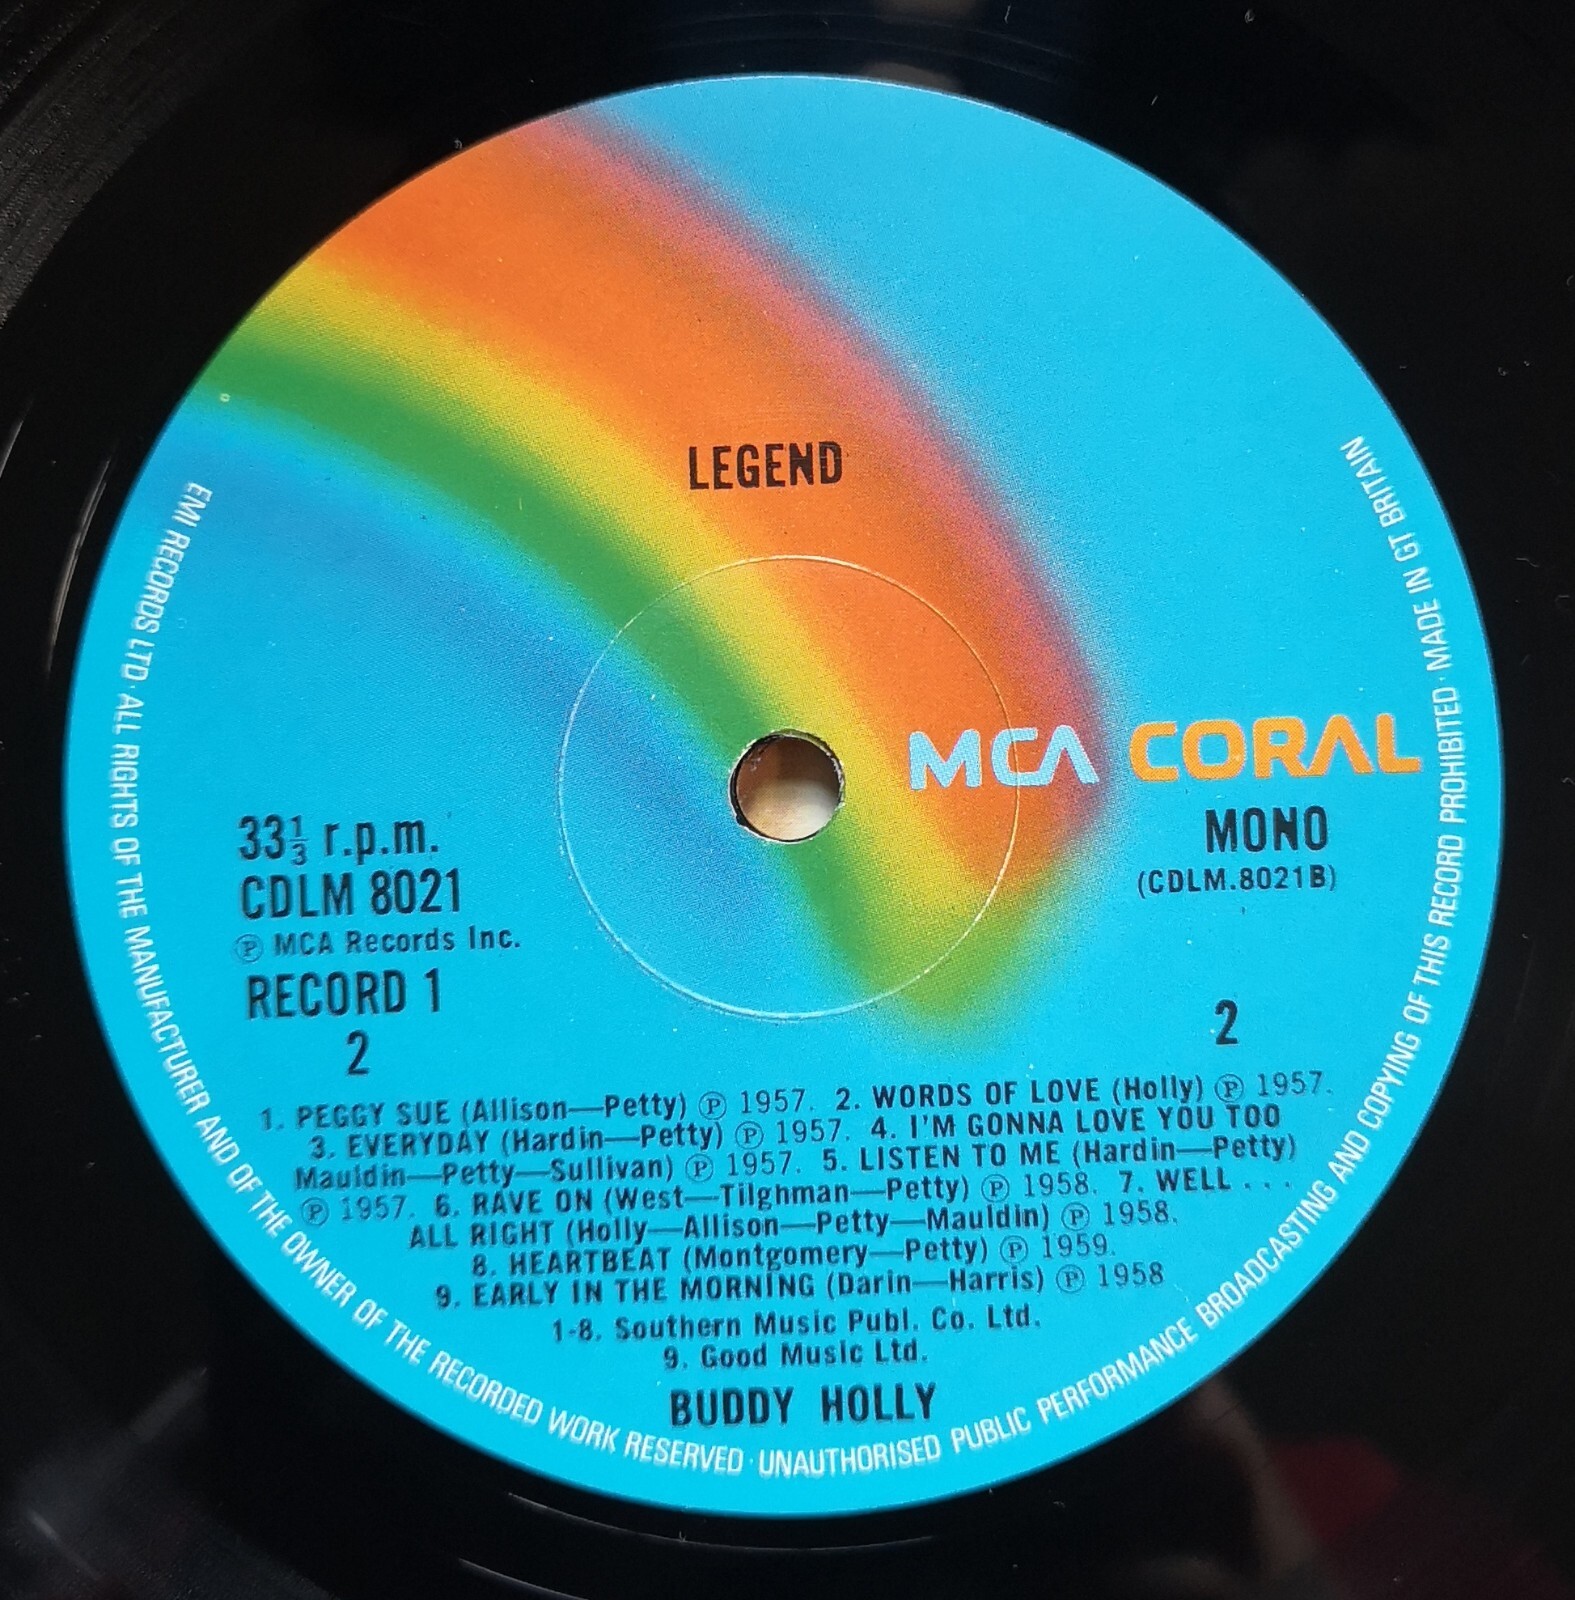 LEGEND
MCA CORAL
33⅓ r.p.m.
CDLM 8021
Ⓟ MCA Records Inc.
RECORD 1
2
MONO
(CDLM.8021B)
2
1. PEGGY SUE (Allison—Petty) Ⓟ 1957. 2. WORDS OF LOVE (Holly) Ⓟ 1957.
3. EVERYDAY (Hardin—Petty) Ⓟ 1957. 4. I'M GONNA LOVE YOU TOO
Mauldin—Petty—Sullivan) Ⓟ 1957. 5. LISTEN TO ME (Hardin—Petty)
Ⓟ 1957. 6. RAVE ON (West—Tilghman—Petty) Ⓟ 1958. 7. WELL . . .
ALL RIGHT (Holly—Allison—Petty—Mauldin) Ⓟ 1958.
8. HEARTBEAT (Montgomery—Petty) Ⓟ 1959.
9. EARLY IN THE MORNING (Darin—Harris) Ⓟ 1958
1-8. Southern Music Publ. Co. Ltd.
9. Good Music Ltd.
BUDDY HOLLY
EMI RECORDS LTD · ALL RIGHTS OF THE MANUFACTURER AND OF THE OWNER OF THE RECORDED WORK RESERVED · UNAUTHORISED PUBLIC PERFORMANCE BROADCASTING AND COPYING OF THIS RECORD PROHIBITED · MADE IN GT BRITAIN